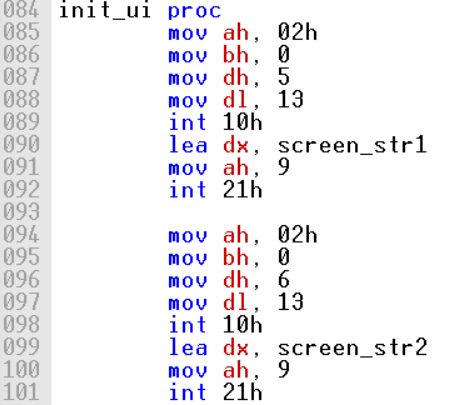 084 init_ui proc
085 mov ah, 02h
086 mov bh, 0
087 mov dh, 5
088 mov dl, 13
089 int 10h
090 lea dx, screen_str1
091 mov ah, 9
092 int 21h
093
094 mov ah, 02h
095 mov bh, 0
096 mov dh, 6
097 mov dl, 13
098 int 10h
099 lea dx, screen_str2
100 mov ah, 9
101 int 21h